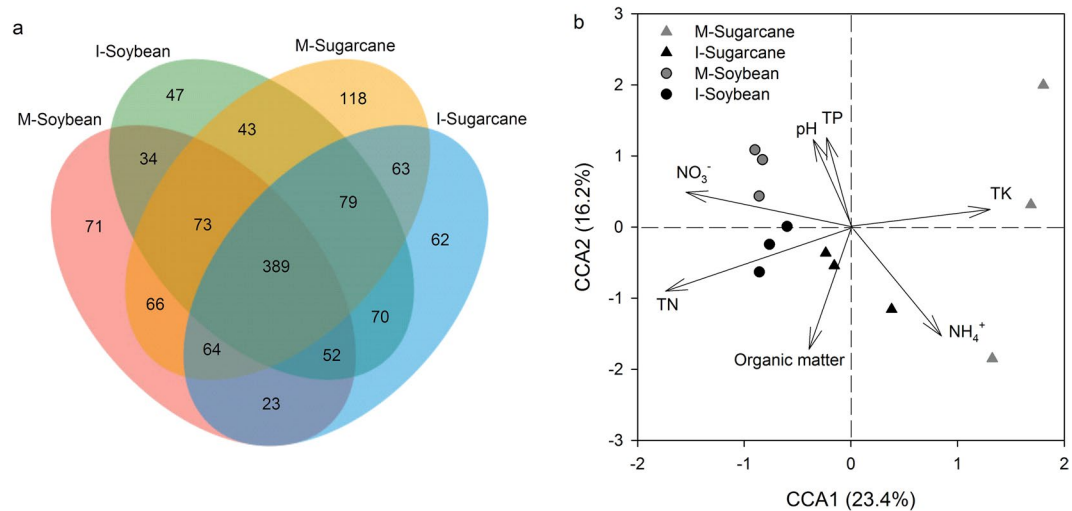 a
I-Soybean
M-Sugarcane
M-Soybean
I-Sugarcane
47
118
43
34
63
79
71
73
62
389
66
70
64
52
23
b
M-Sugarcane
I-Sugarcane
M-Soybean
I-Soybean
pH
TP
NO₃⁻
TK
TN
NH₄⁺
Organic matter
3
2
1
0
-1
-2
-3
CCA2 (16.2%)
-2
-1
0
1
2
CCA1 (23.4%)